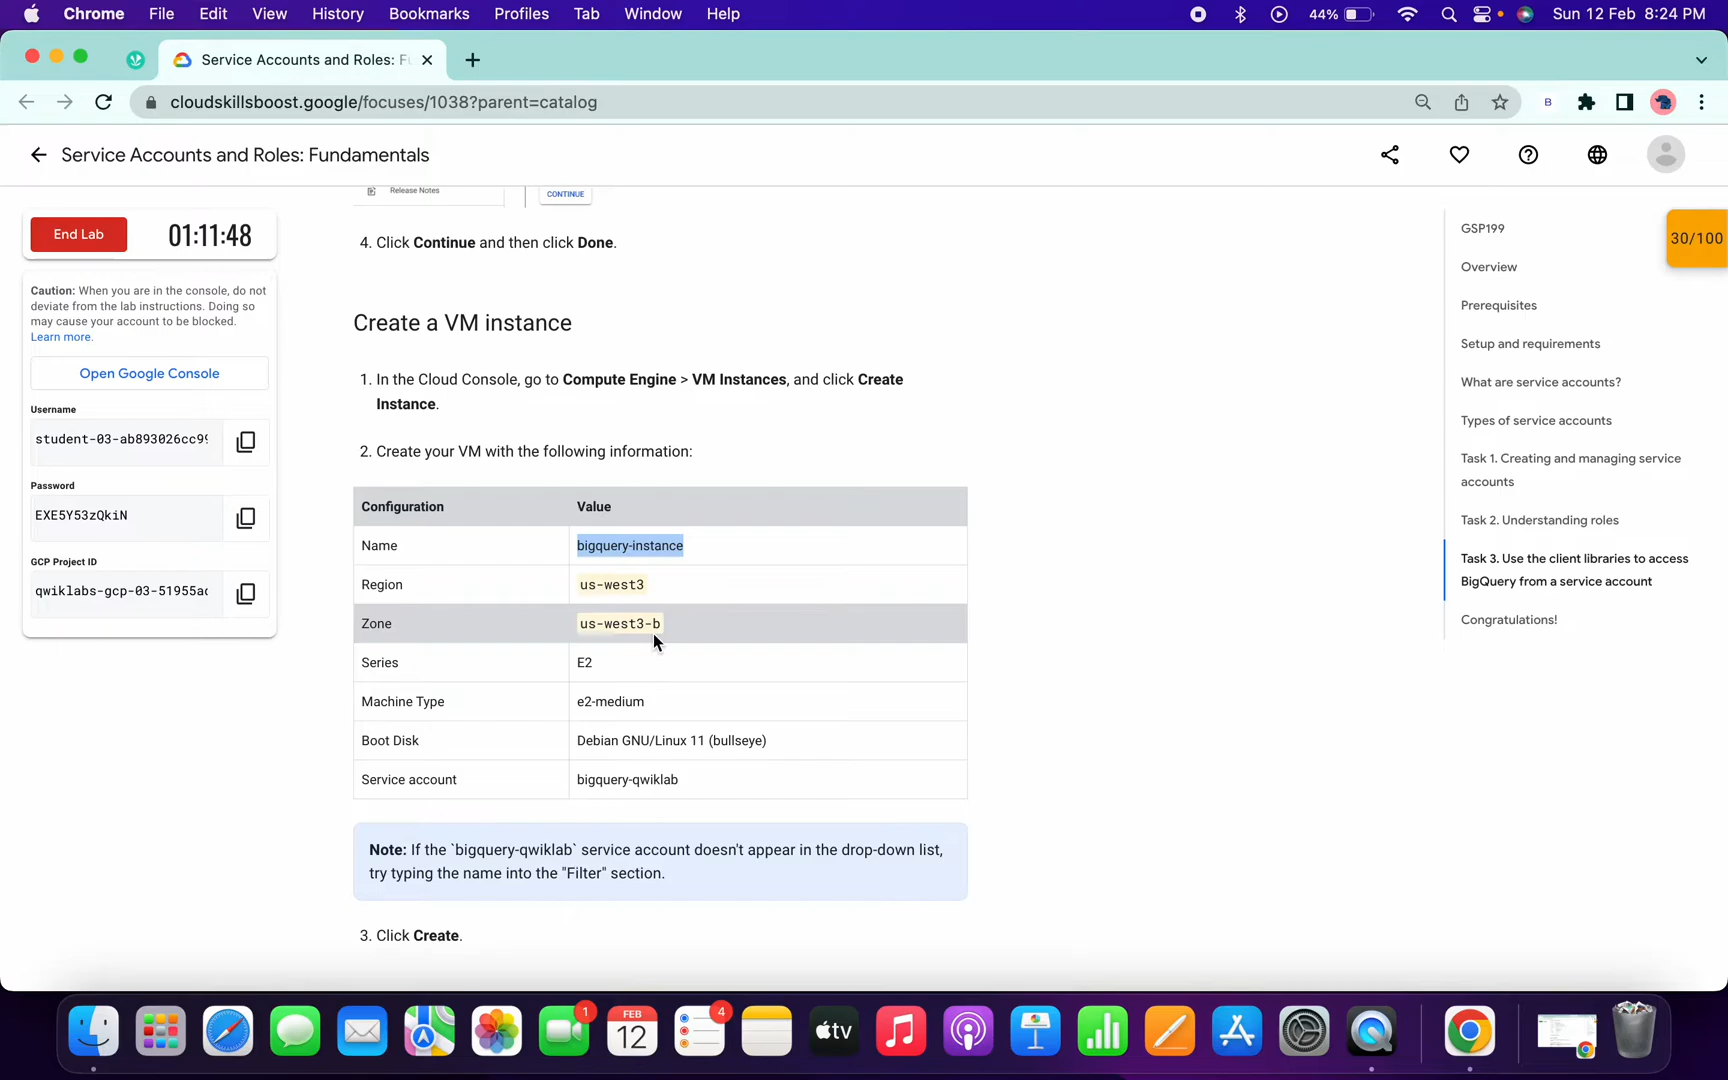 Chrome File Edit View History Bookmarks Profiles Tab Window Help 44% Sun 12 Feb 8:24 PM
Service Accounts and Roles: F
cloudskillsboost.google/focuses/1038?parent=catalog
B
Service Accounts and Roles: Fundamentals
Release Notes
CONTINUE
End Lab
01:11:48
Caution: When you are in the console, do not
deviate from the lab instructions. Doing so
may cause your account to be blocked.
Learn more.
Open Google Console
Username
student-03-ab893026cc9
Password
EXE5Y53zQkiN
GCP Project ID
qwiklabs-gcp-03-51955a
4. Click Continue and then click Done.
Create a VM instance
1. In the Cloud Console, go to Compute Engine > VM Instances, and click Create
Instance.
2. Create your VM with the following information:
Configuration Value
Name bigquery-instance
Region us-west3
Zone us-west3-b
Series E2
Machine Type e2-medium
Boot Disk Debian GNU/Linux 11 (bullseye)
Service account bigquery-qwiklab
Note: If the `bigquery-qwiklab` service account doesn't appear in the drop-down list,
try typing the name into the "Filter" section.
3. Click Create.
GSP199
Overview
Prerequisites
Setup and requirements
What are service accounts?
Types of service accounts
Task 1. Creating and managing service
accounts
Task 2. Understanding roles
Task 3. Use the client libraries to access
BigQuery from a service account
Congratulations!
30/100
1
FEB
12
4
tv